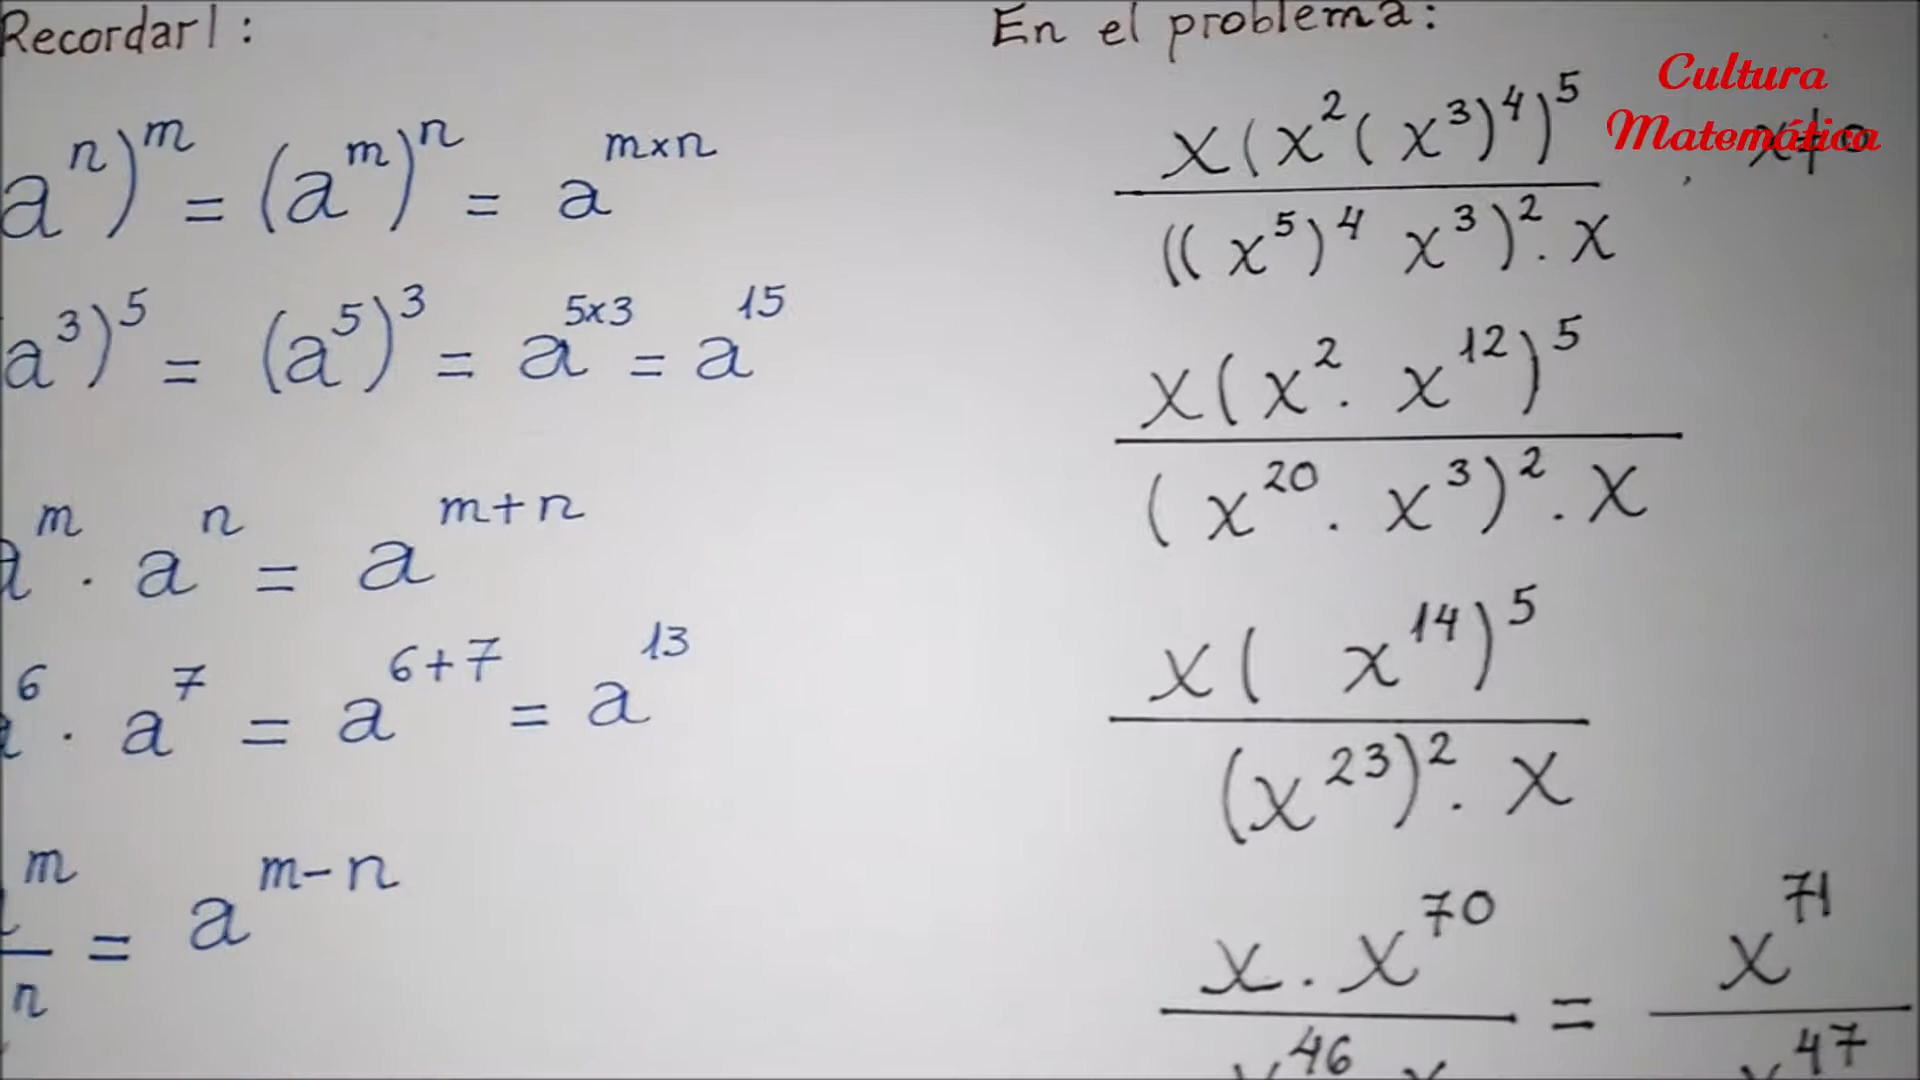 Recordar! :
a^n)^m = (a^m)^n = a^{m×n}
a^3)^5 = (a^5)^3 = a^{5×3} = a^{15}
a^m · a^n = a^{m+n}
^6 · a^7 = a^{6+7} = a^{13}
^m
— = a^{m-n}
n
En el problema:
Cultura
Matemática
x(x^2(x^3)^4)^5 , x≠0
———
((x^5)^4 x^3)^2 . x
x(x^2 . x^{12})^5
———
(x^{20} . x^3)^2 . x
x( x^{14})^5
———
(x^{23})^2 . x
x . x^{70} = x^{71}
———
x^{46} x x^{47}